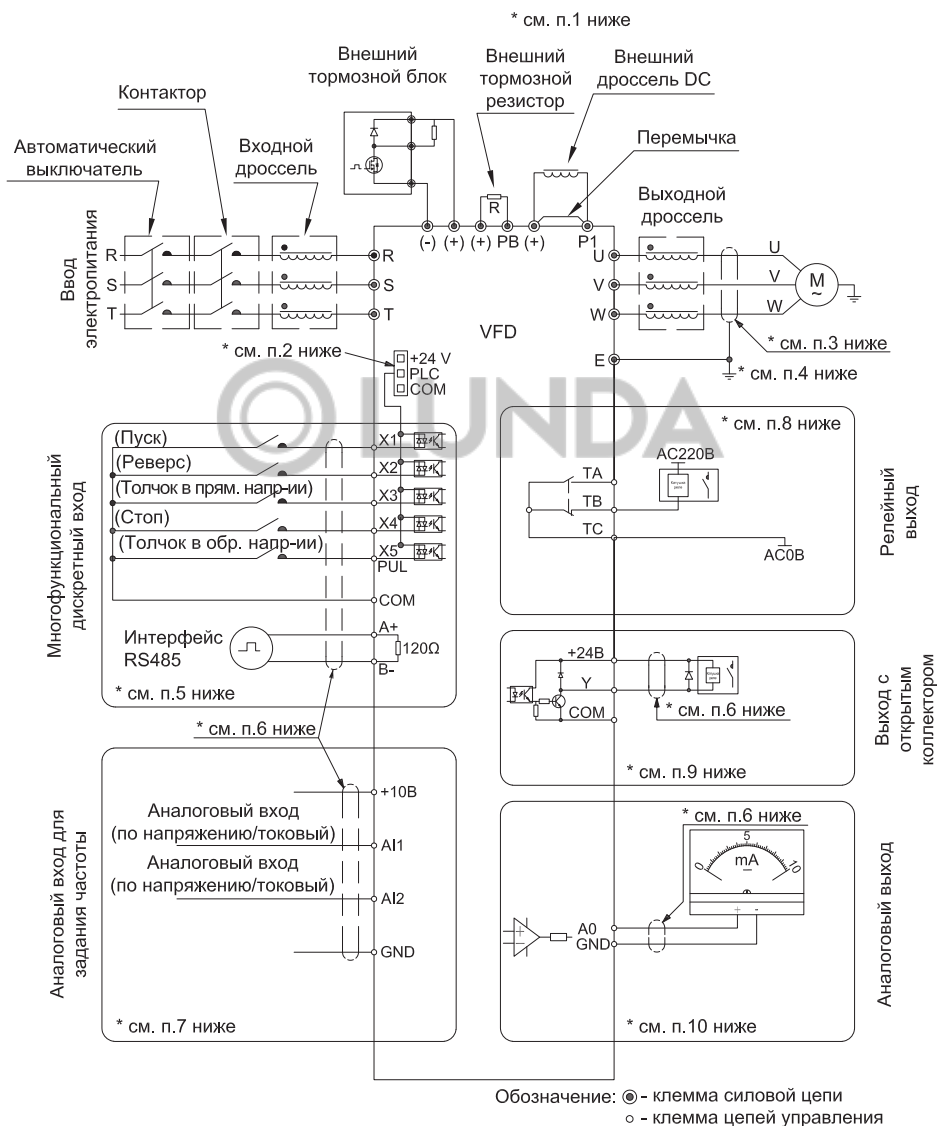 * см. п.1 ниже
Внешний
тормозной блок
Внешний
тормозной
резистор
Внешний
дроссель DC
Контактор
Автоматический
выключатель
Входной
дроссель
Перемычка
Выходной
дроссель
R
(-) (+) (+) PB (+) P1
Ввод
электропитания
R
S
T
R
S
T
U
V
W
U
V
W
M
~
VFD
E
* см. п.3 ниже
* см. п.4 ниже
* см. п.2 ниже
+24 V
PLC
COM
LUNDA
Многофункциональный
дискретный вход
(Пуск)
X1
(Реверс)
X2
(Толчок в прям. напр-ии)
X3
(Стоп)
X4
(Толчок в обр. напр-ии)
X5
PUL
COM
Интерфейс
RS485
A+
120Ω
B-
* см. п.5 ниже
* см. п.6 ниже
Аналоговый вход для
задания частоты
+10В
Аналоговый вход
(по напряжению/токовый)
AI1
Аналоговый вход
(по напряжению/токовый)
AI2
GND
* см. п.7 ниже
* см. п.8 ниже
AC220В
TA
TB
TC
Катушка
реле
AC0В
Релейный
выход
+24В
Y
COM
Катушка
реле
* см. п.6 ниже
* см. п.9 ниже
Выход с
открытым
коллектором
* см. п.6 ниже
0
5
10
mA
+ -
A0
GND
* см. п.10 ниже
Аналоговый выход
Обозначение: - клемма силовой цепи
- клемма цепей управления